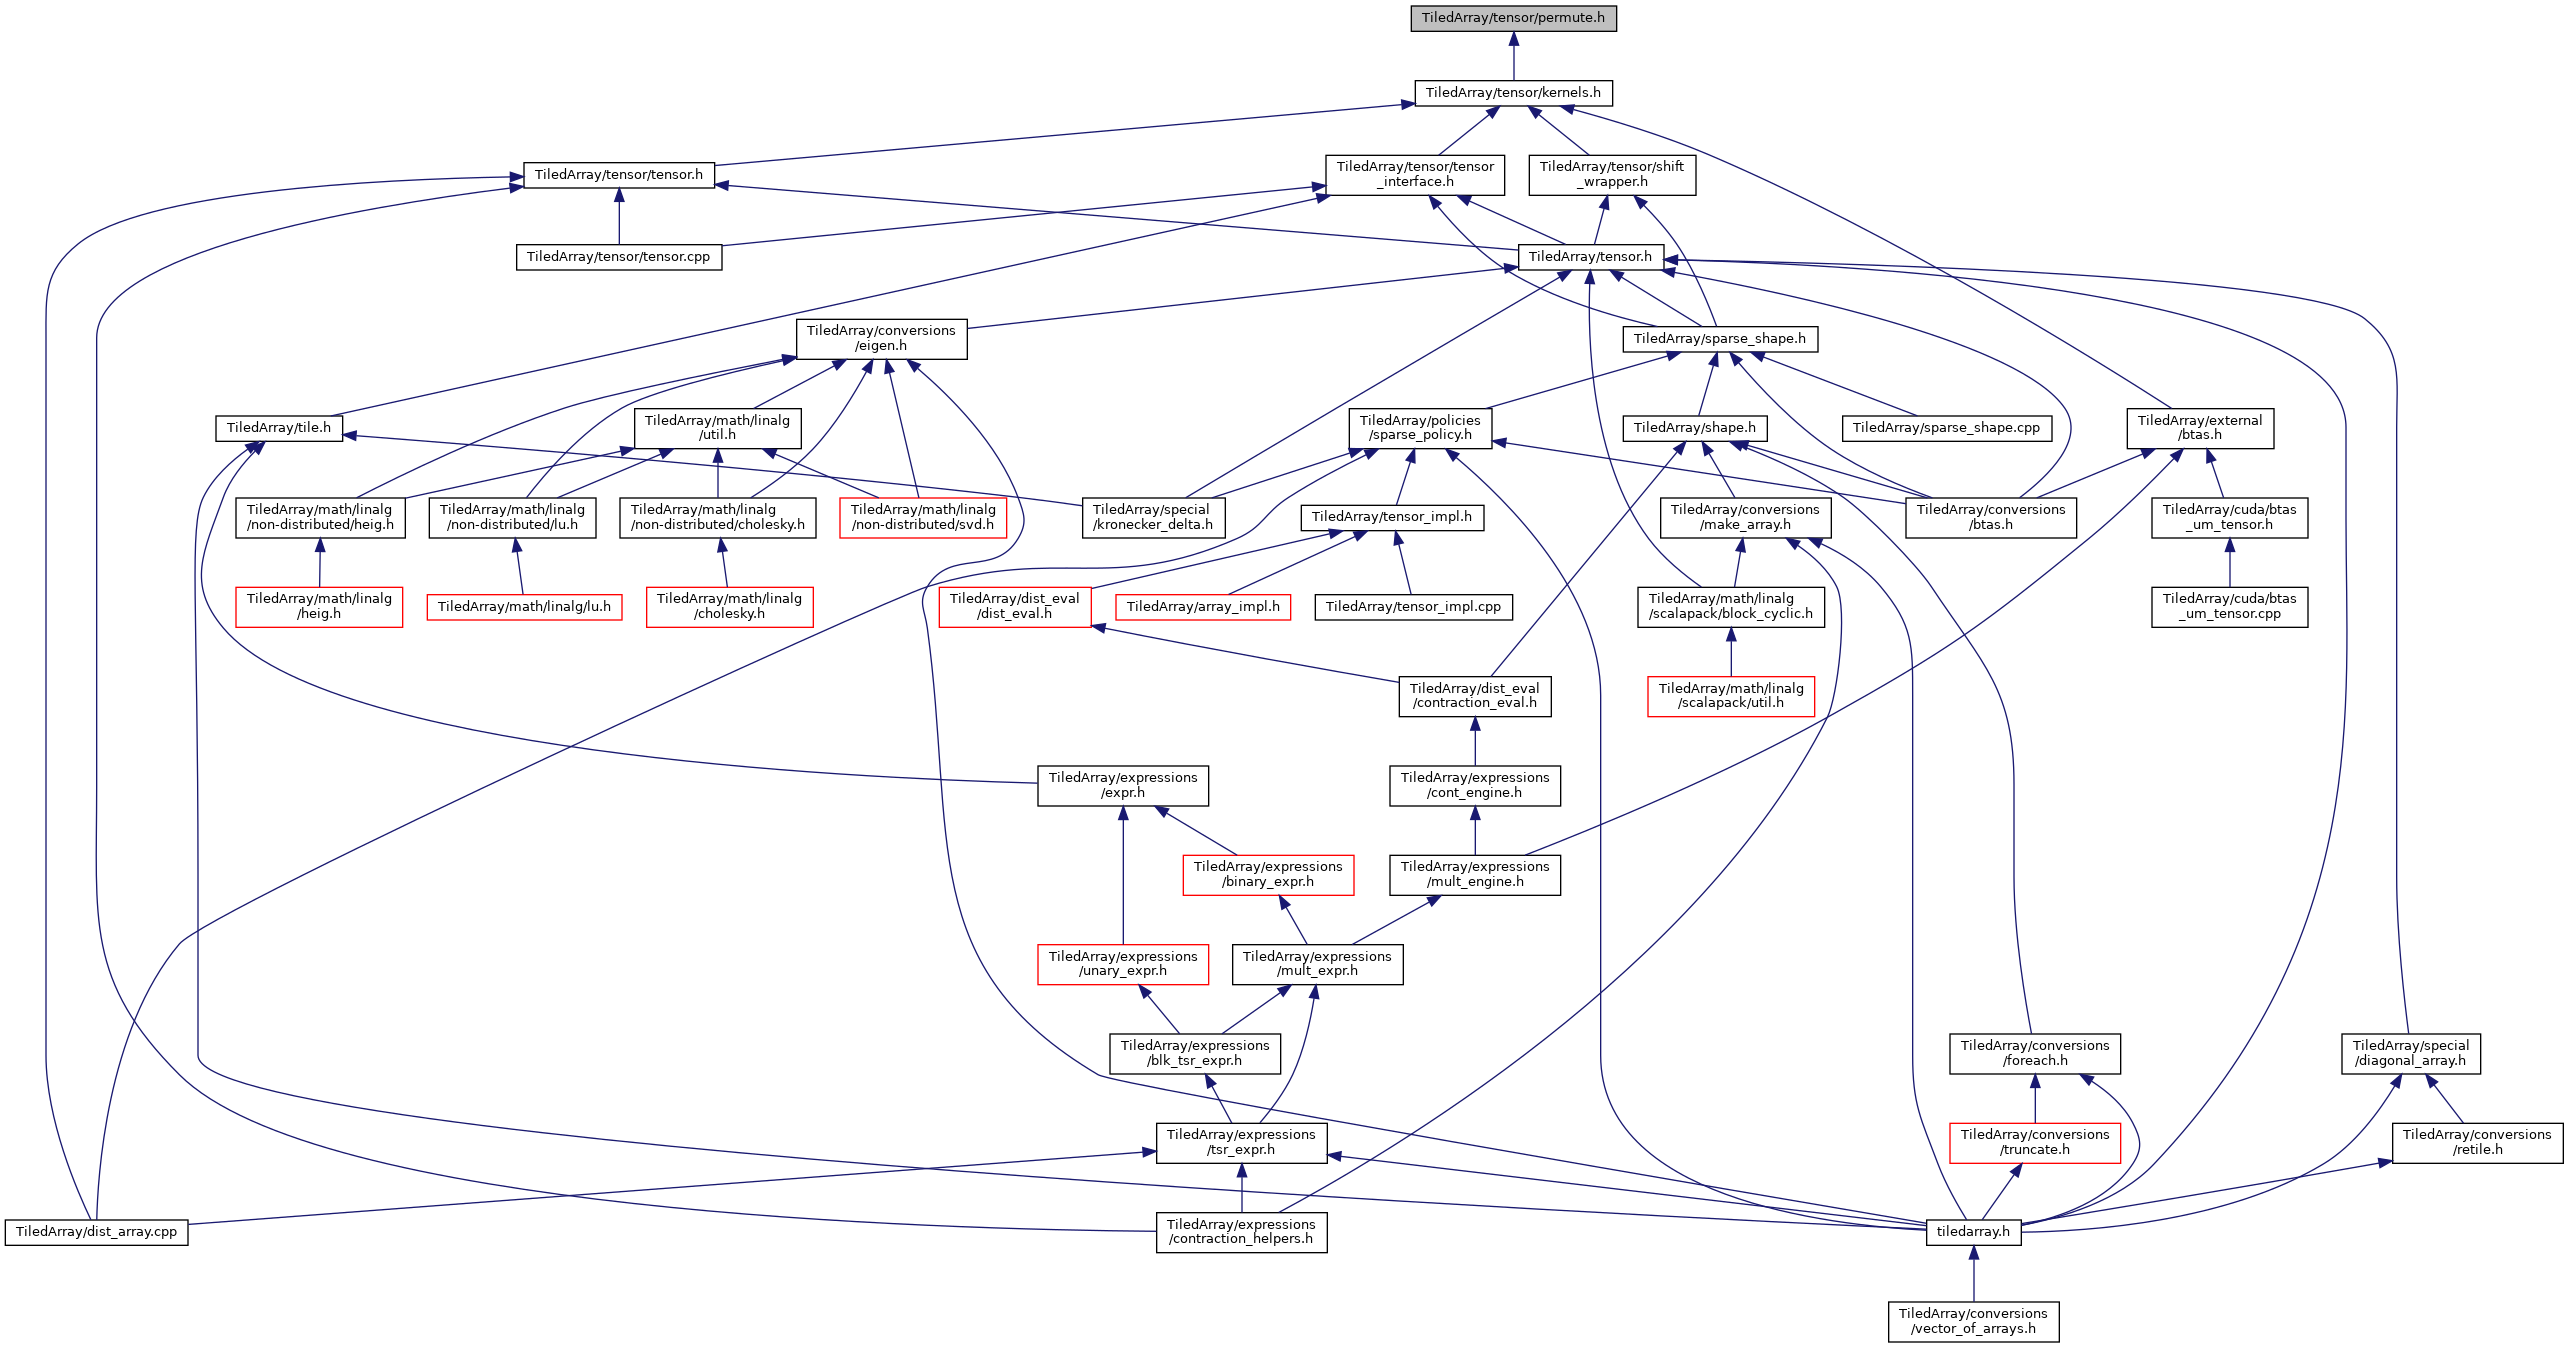 TiledArray/tensor/permute.h
TiledArray/tensor/kernels.h
TiledArray/tensor/tensor.h
TiledArray/tensor/tensor
_interface.h
TiledArray/tensor/shift
_wrapper.h
TiledArray/tensor/tensor.cpp
TiledArray/tensor.h
TiledArray/conversions
/eigen.h
TiledArray/sparse_shape.h
TiledArray/tile.h
TiledArray/math/linalg
/util.h
TiledArray/policies
/sparse_policy.h
TiledArray/shape.h
TiledArray/sparse_shape.cpp
TiledArray/external
/btas.h
TiledArray/math/linalg
/non-distributed/heig.h
TiledArray/math/linalg
/non-distributed/lu.h
TiledArray/math/linalg
/non-distributed/cholesky.h
TiledArray/math/linalg
/non-distributed/svd.h
TiledArray/special
/kronecker_delta.h
TiledArray/tensor_impl.h
TiledArray/conversions
/make_array.h
TiledArray/conversions
/btas.h
TiledArray/cuda/btas
_um_tensor.h
TiledArray/math/linalg
/heig.h
TiledArray/math/linalg/lu.h
TiledArray/math/linalg
/cholesky.h
TiledArray/dist_eval
/dist_eval.h
TiledArray/array_impl.h
TiledArray/tensor_impl.cpp
TiledArray/math/linalg
/scalapack/block_cyclic.h
TiledArray/cuda/btas
_um_tensor.cpp
TiledArray/dist_eval
/contraction_eval.h
TiledArray/math/linalg
/scalapack/util.h
TiledArray/expressions
/expr.h
TiledArray/expressions
/cont_engine.h
TiledArray/expressions
/binary_expr.h
TiledArray/expressions
/mult_engine.h
TiledArray/expressions
/unary_expr.h
TiledArray/expressions
/mult_expr.h
TiledArray/expressions
/blk_tsr_expr.h
TiledArray/conversions
/foreach.h
TiledArray/special
/diagonal_array.h
TiledArray/expressions
/tsr_expr.h
TiledArray/conversions
/truncate.h
TiledArray/conversions
/retile.h
TiledArray/dist_array.cpp
TiledArray/expressions
/contraction_helpers.h
tiledarray.h
TiledArray/conversions
/vector_of_arrays.h